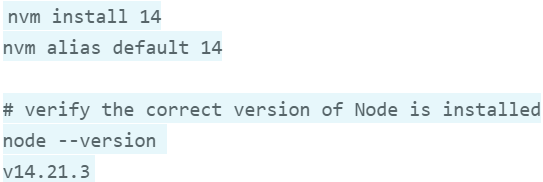 nvm install 14
nvm alias default 14
# verify the correct version of Node is installed
node --version
v14.21.3